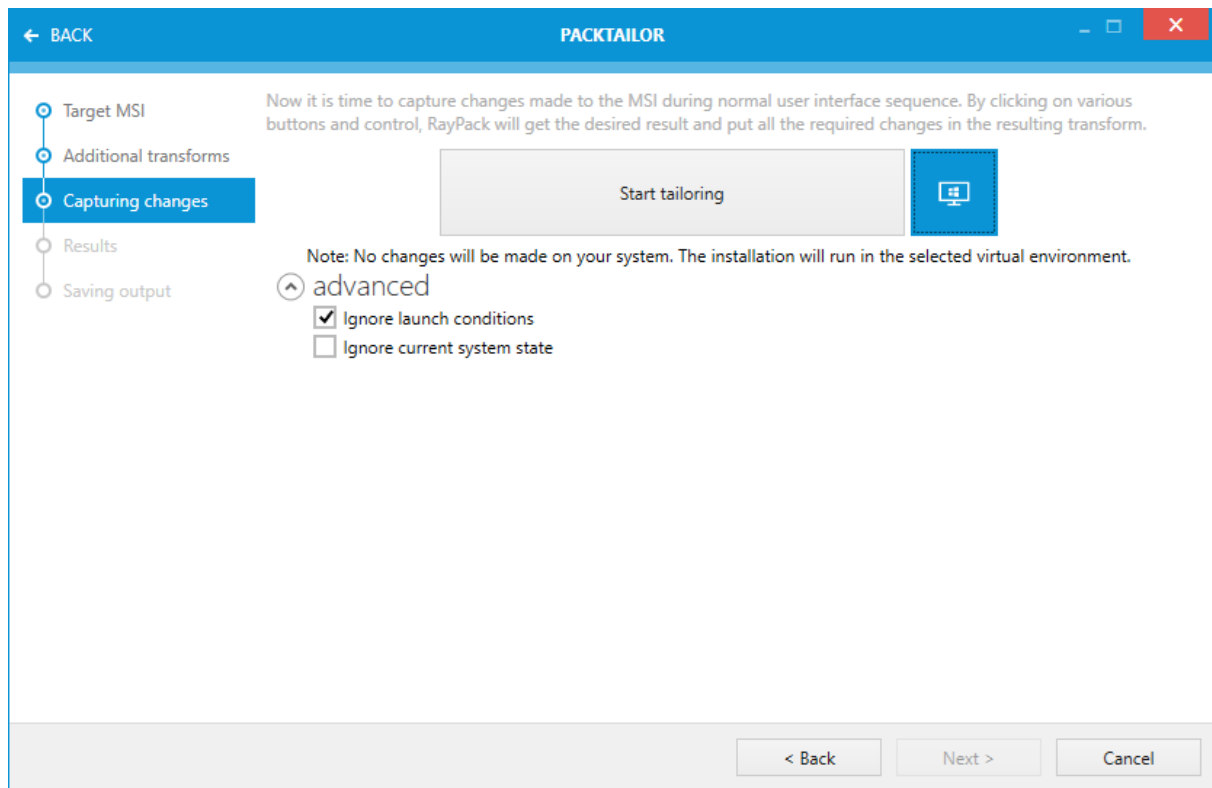 BACK
PACKTAILOR
Target MSI
Additional transforms
Capturing changes
Results
Saving output
Now it is time to capture changes made to the MSI during normal user interface sequence. By clicking on various
buttons and control, RayPack will get the desired result and put all the required changes in the resulting transform.
Start tailoring
Note: No changes will be made on your system. The installation will run in the selected virtual environment.
advanced
Ignore launch conditions
Ignore current system state
< Back
Next >
Cancel